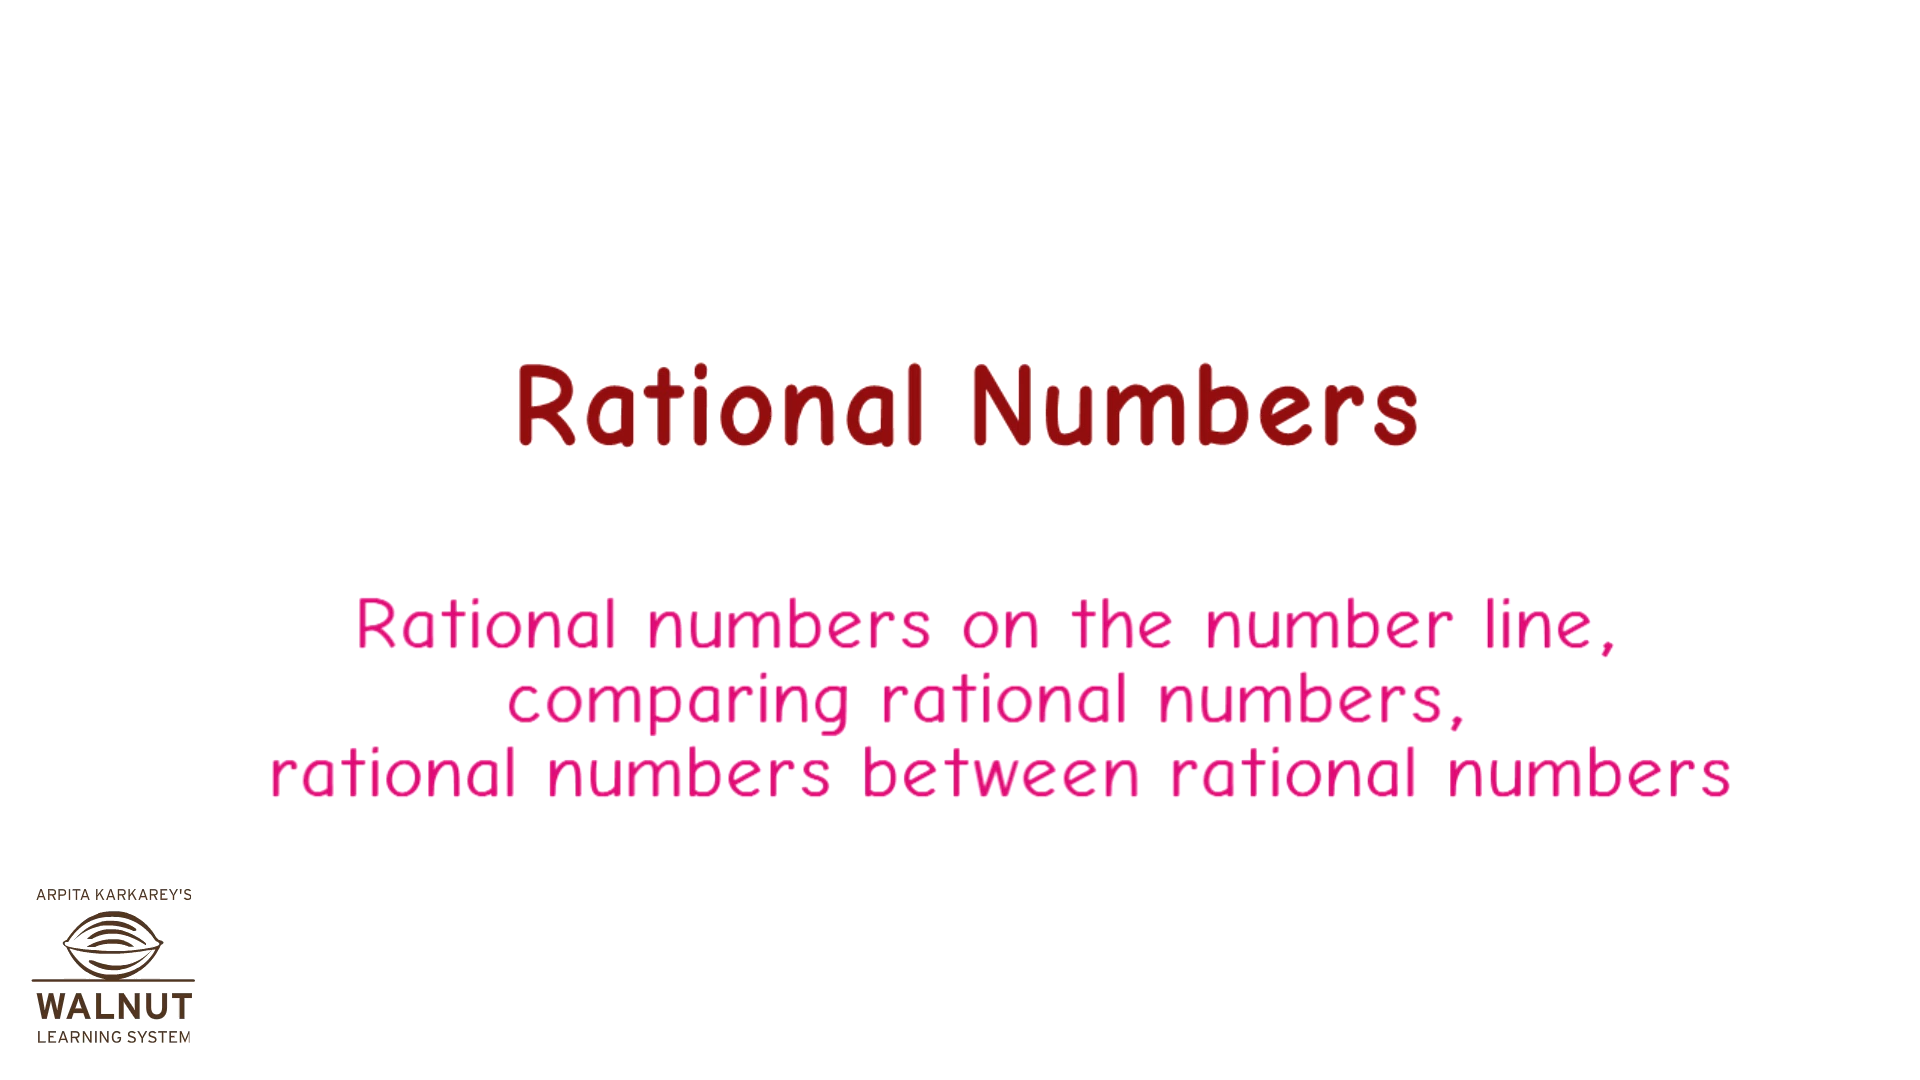 Rational Numbers
Rational numbers on the number line,
comparing rational numbers,
rational numbers between rational numbers
ARPITA KARKAREY'S
WALNUT
LEARNING SYSTEM